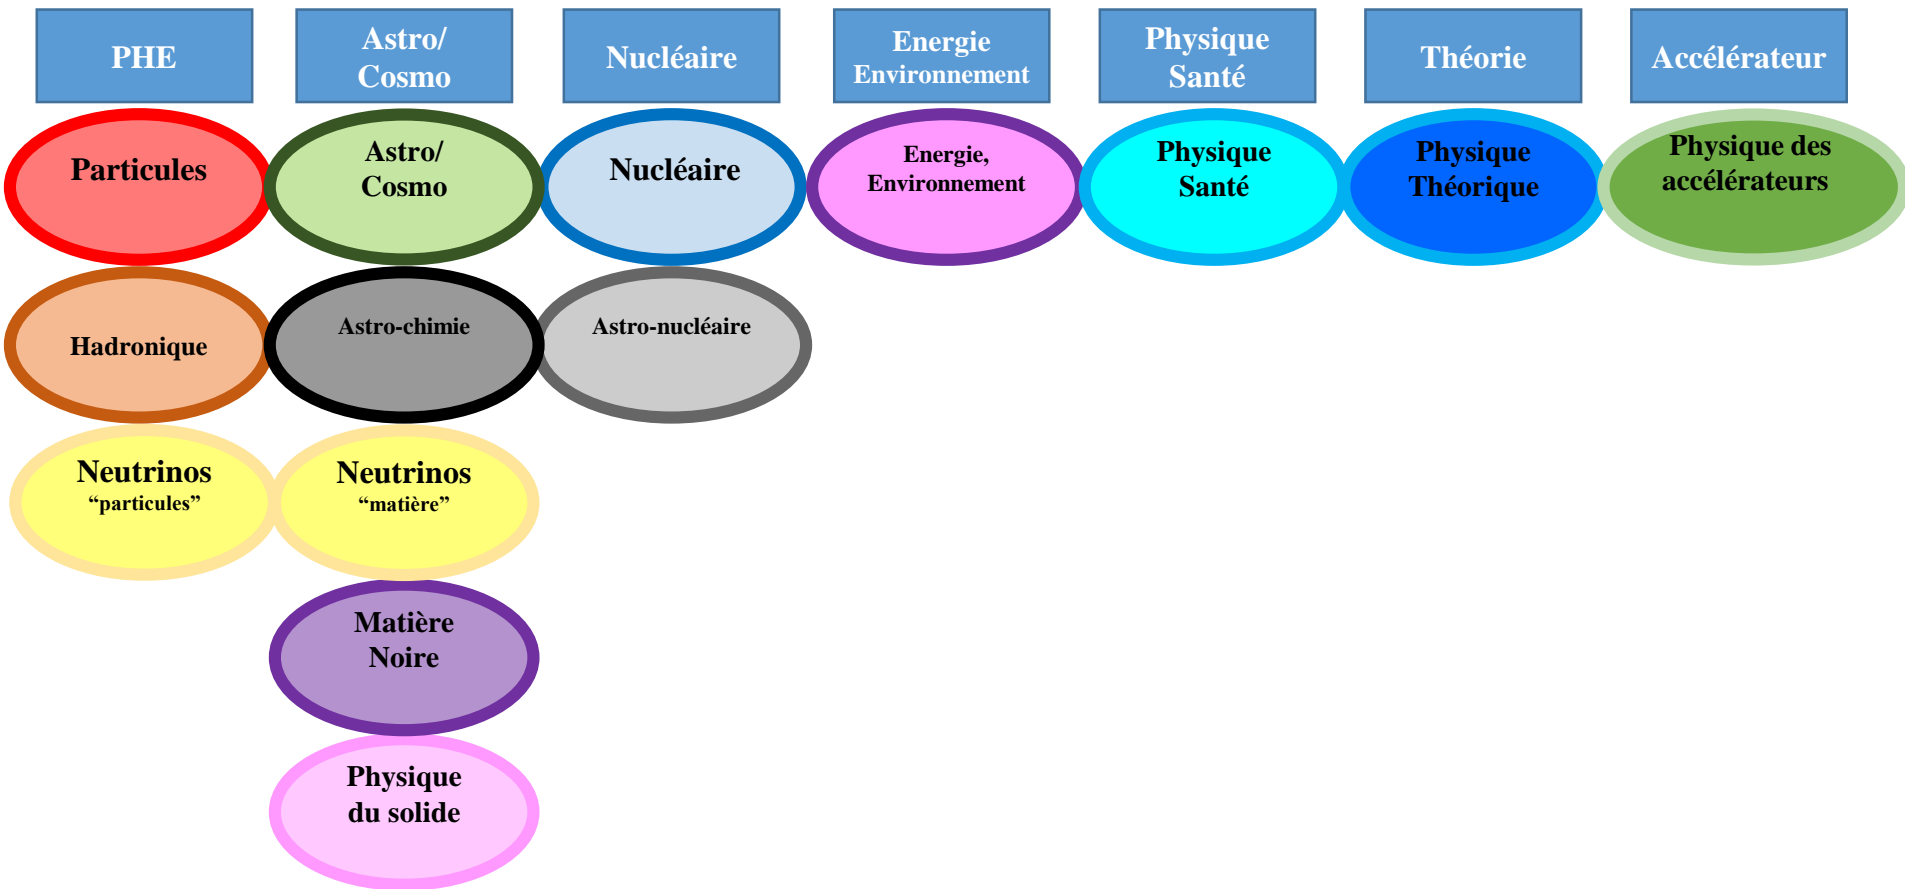 PHE
Astro/
Cosmo
Nucléaire
Energie
Environnement
Physique
Santé
Théorie
Accélérateur
Particules
Astro/
Cosmo
Nucléaire
Energie,
Environnement
Physique
Santé
Physique
Théorique
Physique des
accélérateurs
Hadronique
Astro-chimie
Astro-nucléaire
Neutrinos
“particules”
Neutrinos
“matière”
Matière
Noire
Physique
du solide